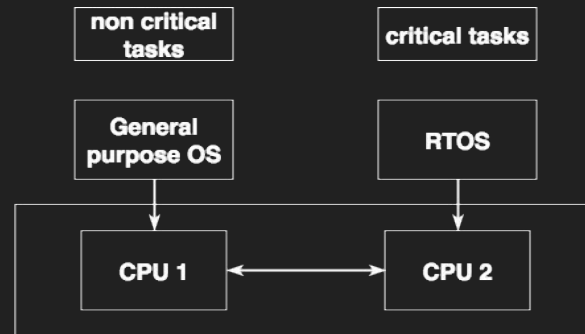 non critical
tasks
critical tasks
General
purpose OS
RTOS
CPU 1
CPU 2